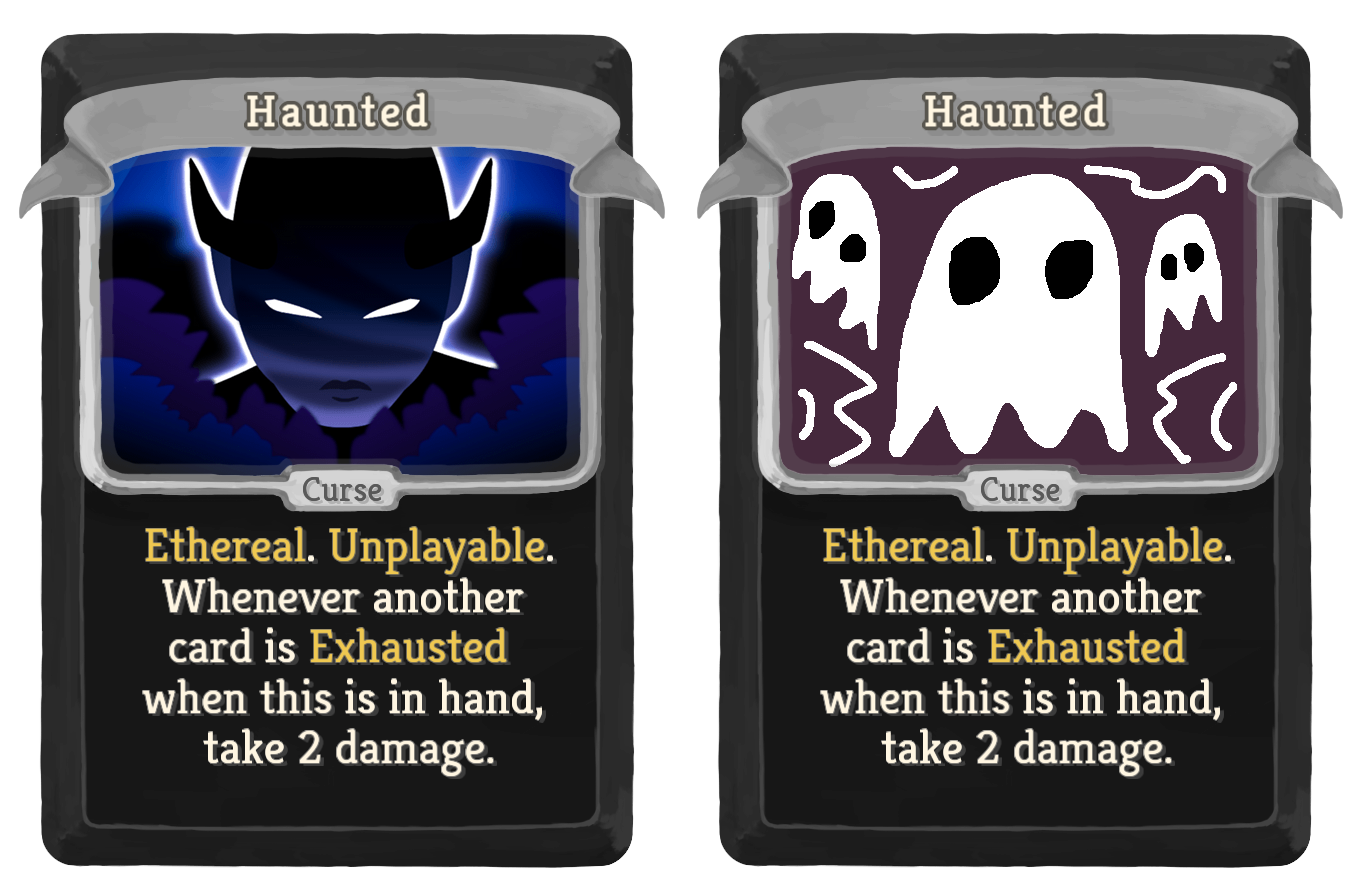 Haunted
Curse
Ethereal. Unplayable.
Whenever another
card is Exhausted
when this is in hand,
take 2 damage.
Haunted
Curse
Ethereal. Unplayable.
Whenever another
card is Exhausted
when this is in hand,
take 2 damage.